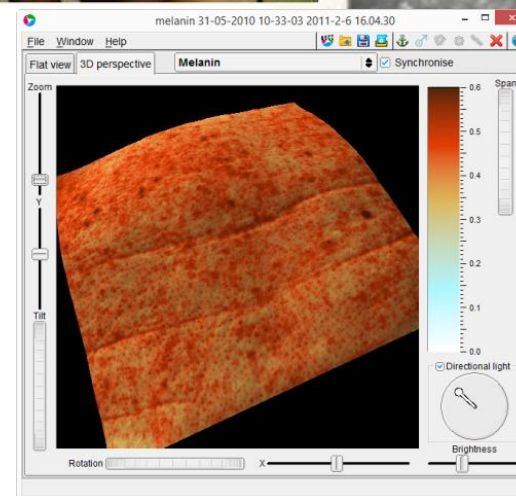 melanin 31-05-2010 10-33-03 2011-2-6 16.04.30
File Window Help
Flat view 3D perspective Melanin Synchronise
Zoom
Span
0.6
0.5
0.4
Y
0.3
0.2
Tilt
0.1
0.0
Directional light
Brightness
Rotation X